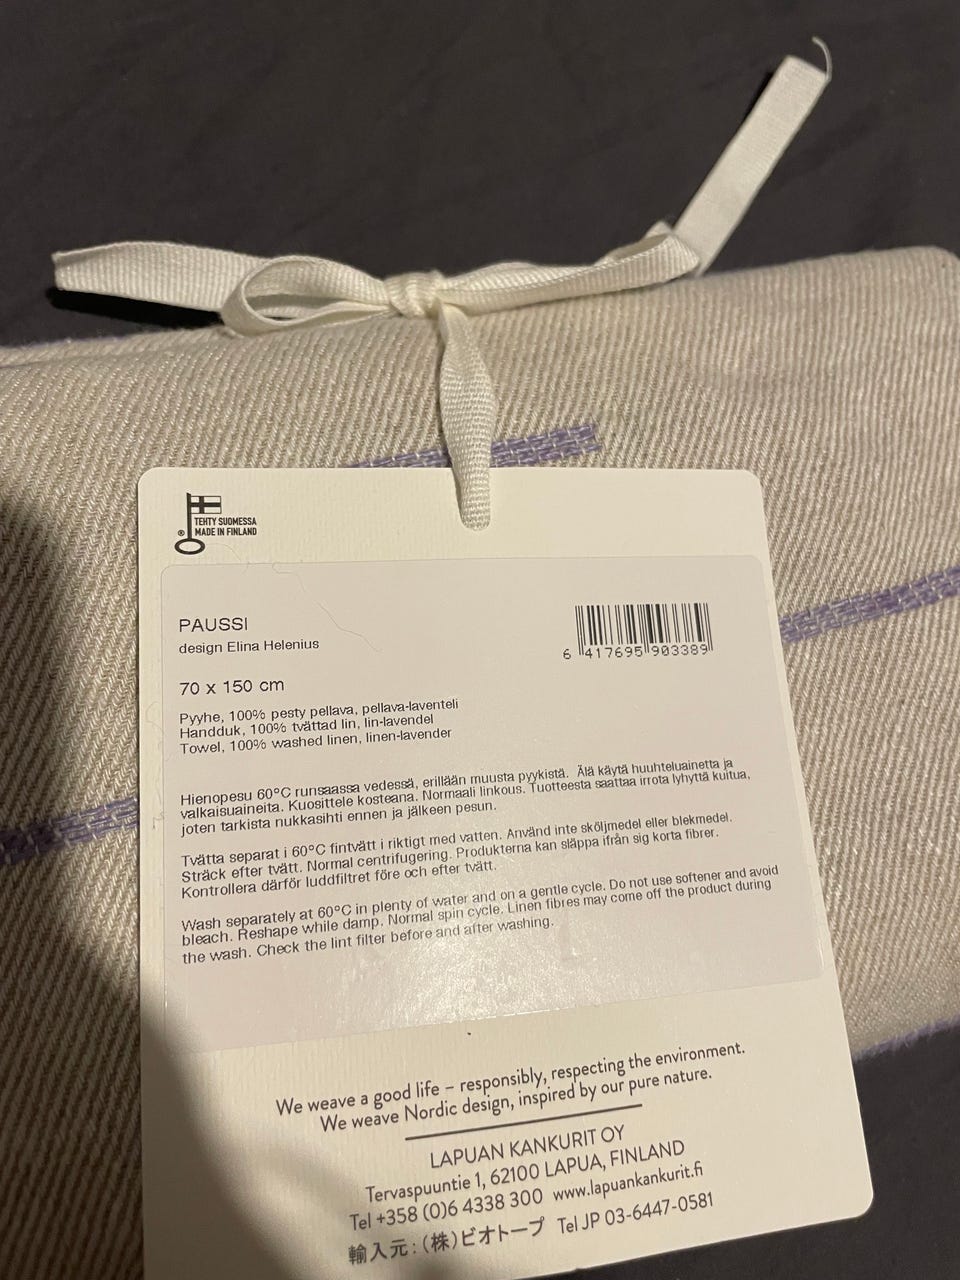 TEHTY SUOMESSA
® MADE IN FINLAND
PAUSSI
design Elina Helenius
6 417695 903389
70 x 150 cm
Pyyhe, 100% pesty pellava, pellava-laventeli
Handduk, 100% tvättad lin, lin-lavendel
Towel, 100% washed linen, linen-lavender
Hienopesu 60°C runsaassa vedessä, erillään muusta pyykistä. Älä käytä huuhteluainetta ja
valkaisuaineita. Kuosittele kosteana. Normaali linkous. Tuotteesta saattaa irrota lyhyttä kuitua,
joten tarkista nukkasihti ennen ja jälkeen pesun.
Tvätta separat i 60°C fintvätt i riktigt med vatten. Använd inte sköljmedel eller blekmedel.
Sträck efter tvätt. Normal centrifugering. Produkterna kan släppa ifrån sig korta fibrer.
Kontrollera därför luddfiltret före och efter tvätt.
Wash separately at 60°C in plenty of water and on a gentle cycle. Do not use softener and avoid
bleach. Reshape while damp. Normal spin cycle. Linen fibres may come off the product during
the wash. Check the lint filter before and after washing.
We weave a good life – responsibly, respecting the environment.
We weave Nordic design, inspired by our pure nature.
LAPUAN KANKURIT OY
Tervaspuuntie 1, 62100 LAPUA, FINLAND
Tel +358 (0)6 4338 300 www.lapuankankurit.fi
輸入元：(株)ビオトープ Tel JP 03-6447-0581